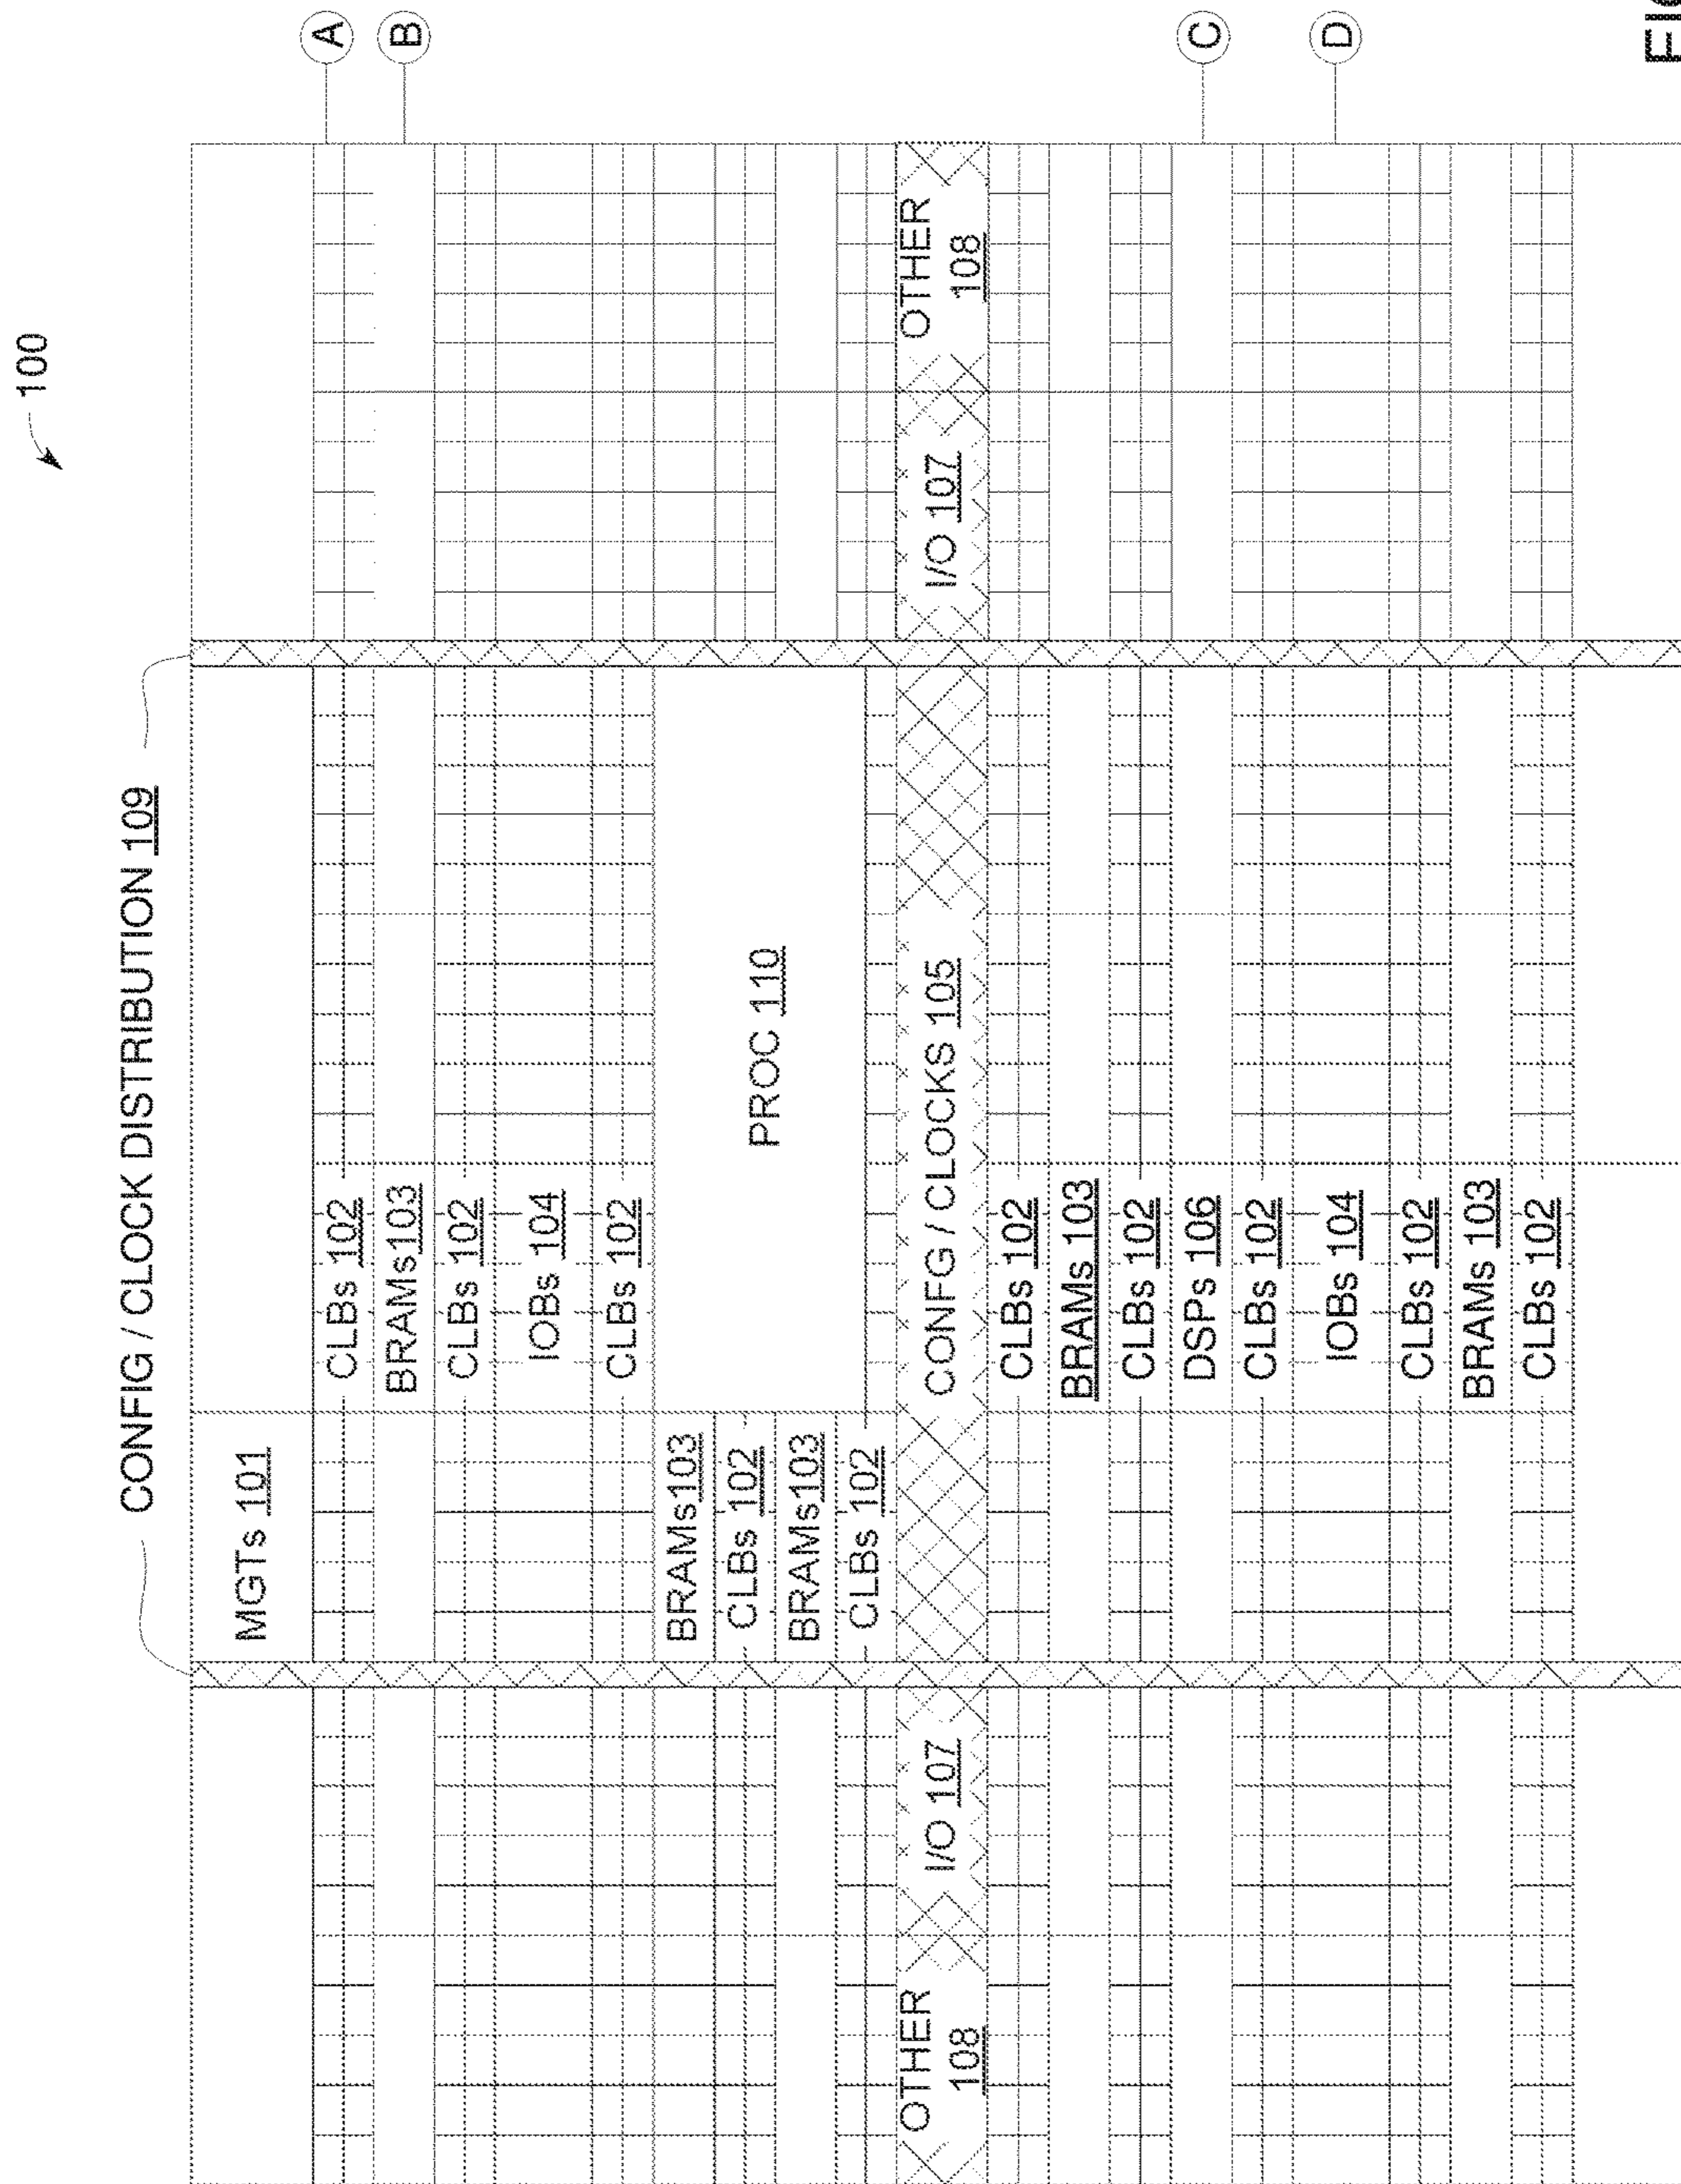 100
CONFIG / CLOCK DISTRIBUTION 109
A
B
C
D
MGTs 101
CLBs 102
BRAMs103
CLBs 102
IOBs 104
CLBs 102
BRAMs103
CLBs 102
BRAMs103
CLBs 102
PROC 110
OTHER
108
I/O 107
CONFG / CLOCKS 105
I/O 107
OTHER
108
CLBs 102
BRAMs 103
CLBs 102
DSPs 106
CLBs 102
IOBs 104
CLBs 102
BRAMs 103
CLBs 102